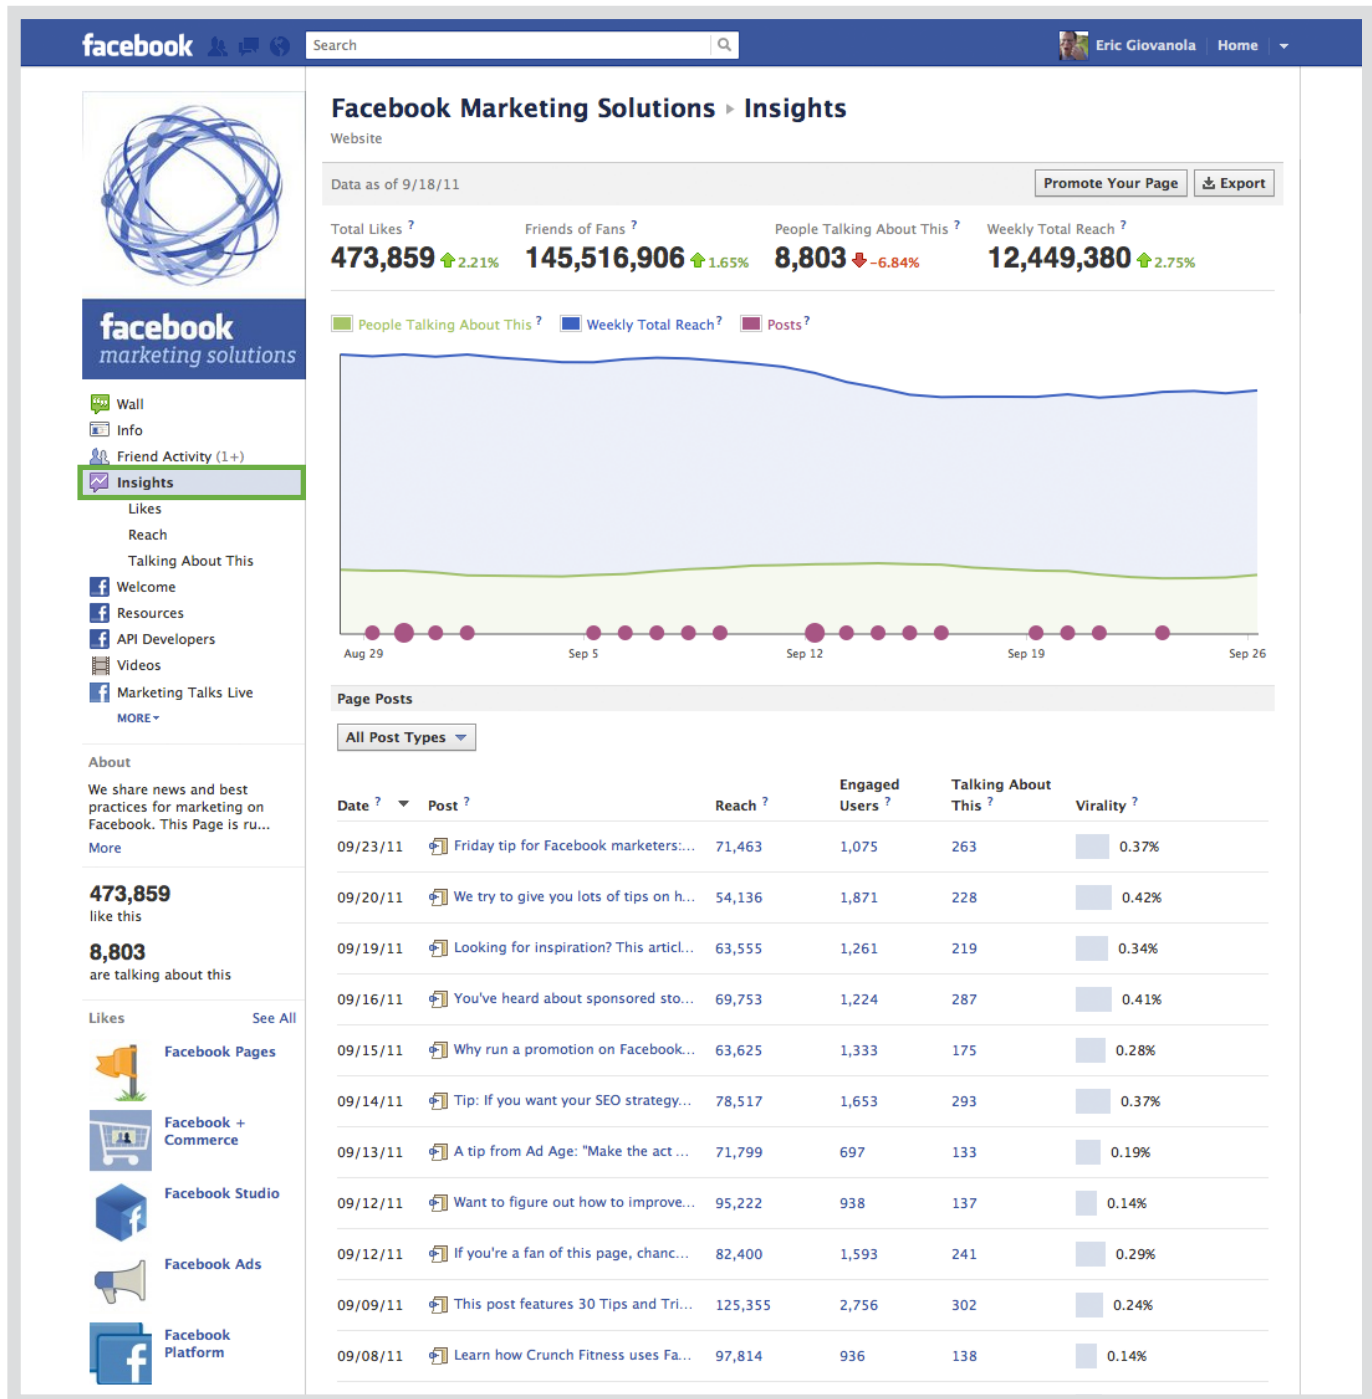 facebook
Search
Eric Giovanola
Home
Facebook Marketing Solutions ▸ Insights
Website
Data as of 9/18/11
Promote Your Page
Export
Total Likes ?
473,859 2.21%
Friends of Fans ?
145,516,906 1.65%
People Talking About This ?
8,803 -6.84%
Weekly Total Reach ?
12,449,380 2.75%
People Talking About This ? Weekly Total Reach ? Posts ?
Aug 29 Sep 5 Sep 12 Sep 19 Sep 26
facebook
marketing solutions
Wall
Info
Friend Activity (1+)
Insights
Likes
Reach
Talking About This
Welcome
Resources
API Developers
Videos
Marketing Talks Live
MORE
About
We share news and best
practices for marketing on
Facebook. This Page is ru...
More
473,859
like this
8,803
are talking about this
Likes See All
Facebook Pages
Facebook +
Commerce
Facebook Studio
Facebook Ads
Facebook
Platform
Page Posts
All Post Types
Date ? Post ? Reach ? Engaged Users ? Talking About This ? Virality ?
09/23/11 Friday tip for Facebook marketers:... 71,463 1,075 263 0.37%
09/20/11 We try to give you lots of tips on h... 54,136 1,871 228 0.42%
09/19/11 Looking for inspiration? This articl... 63,555 1,261 219 0.34%
09/16/11 You've heard about sponsored sto... 69,753 1,224 287 0.41%
09/15/11 Why run a promotion on Facebook... 63,625 1,333 175 0.28%
09/14/11 Tip: If you want your SEO strategy... 78,517 1,653 293 0.37%
09/13/11 A tip from Ad Age: "Make the act ... 71,799 697 133 0.19%
09/12/11 Want to figure out how to improve... 95,222 938 137 0.14%
09/12/11 If you're a fan of this page, chanc... 82,400 1,593 241 0.29%
09/09/11 This post features 30 Tips and Tri... 125,355 2,756 302 0.24%
09/08/11 Learn how Crunch Fitness uses Fa... 97,814 936 138 0.14%